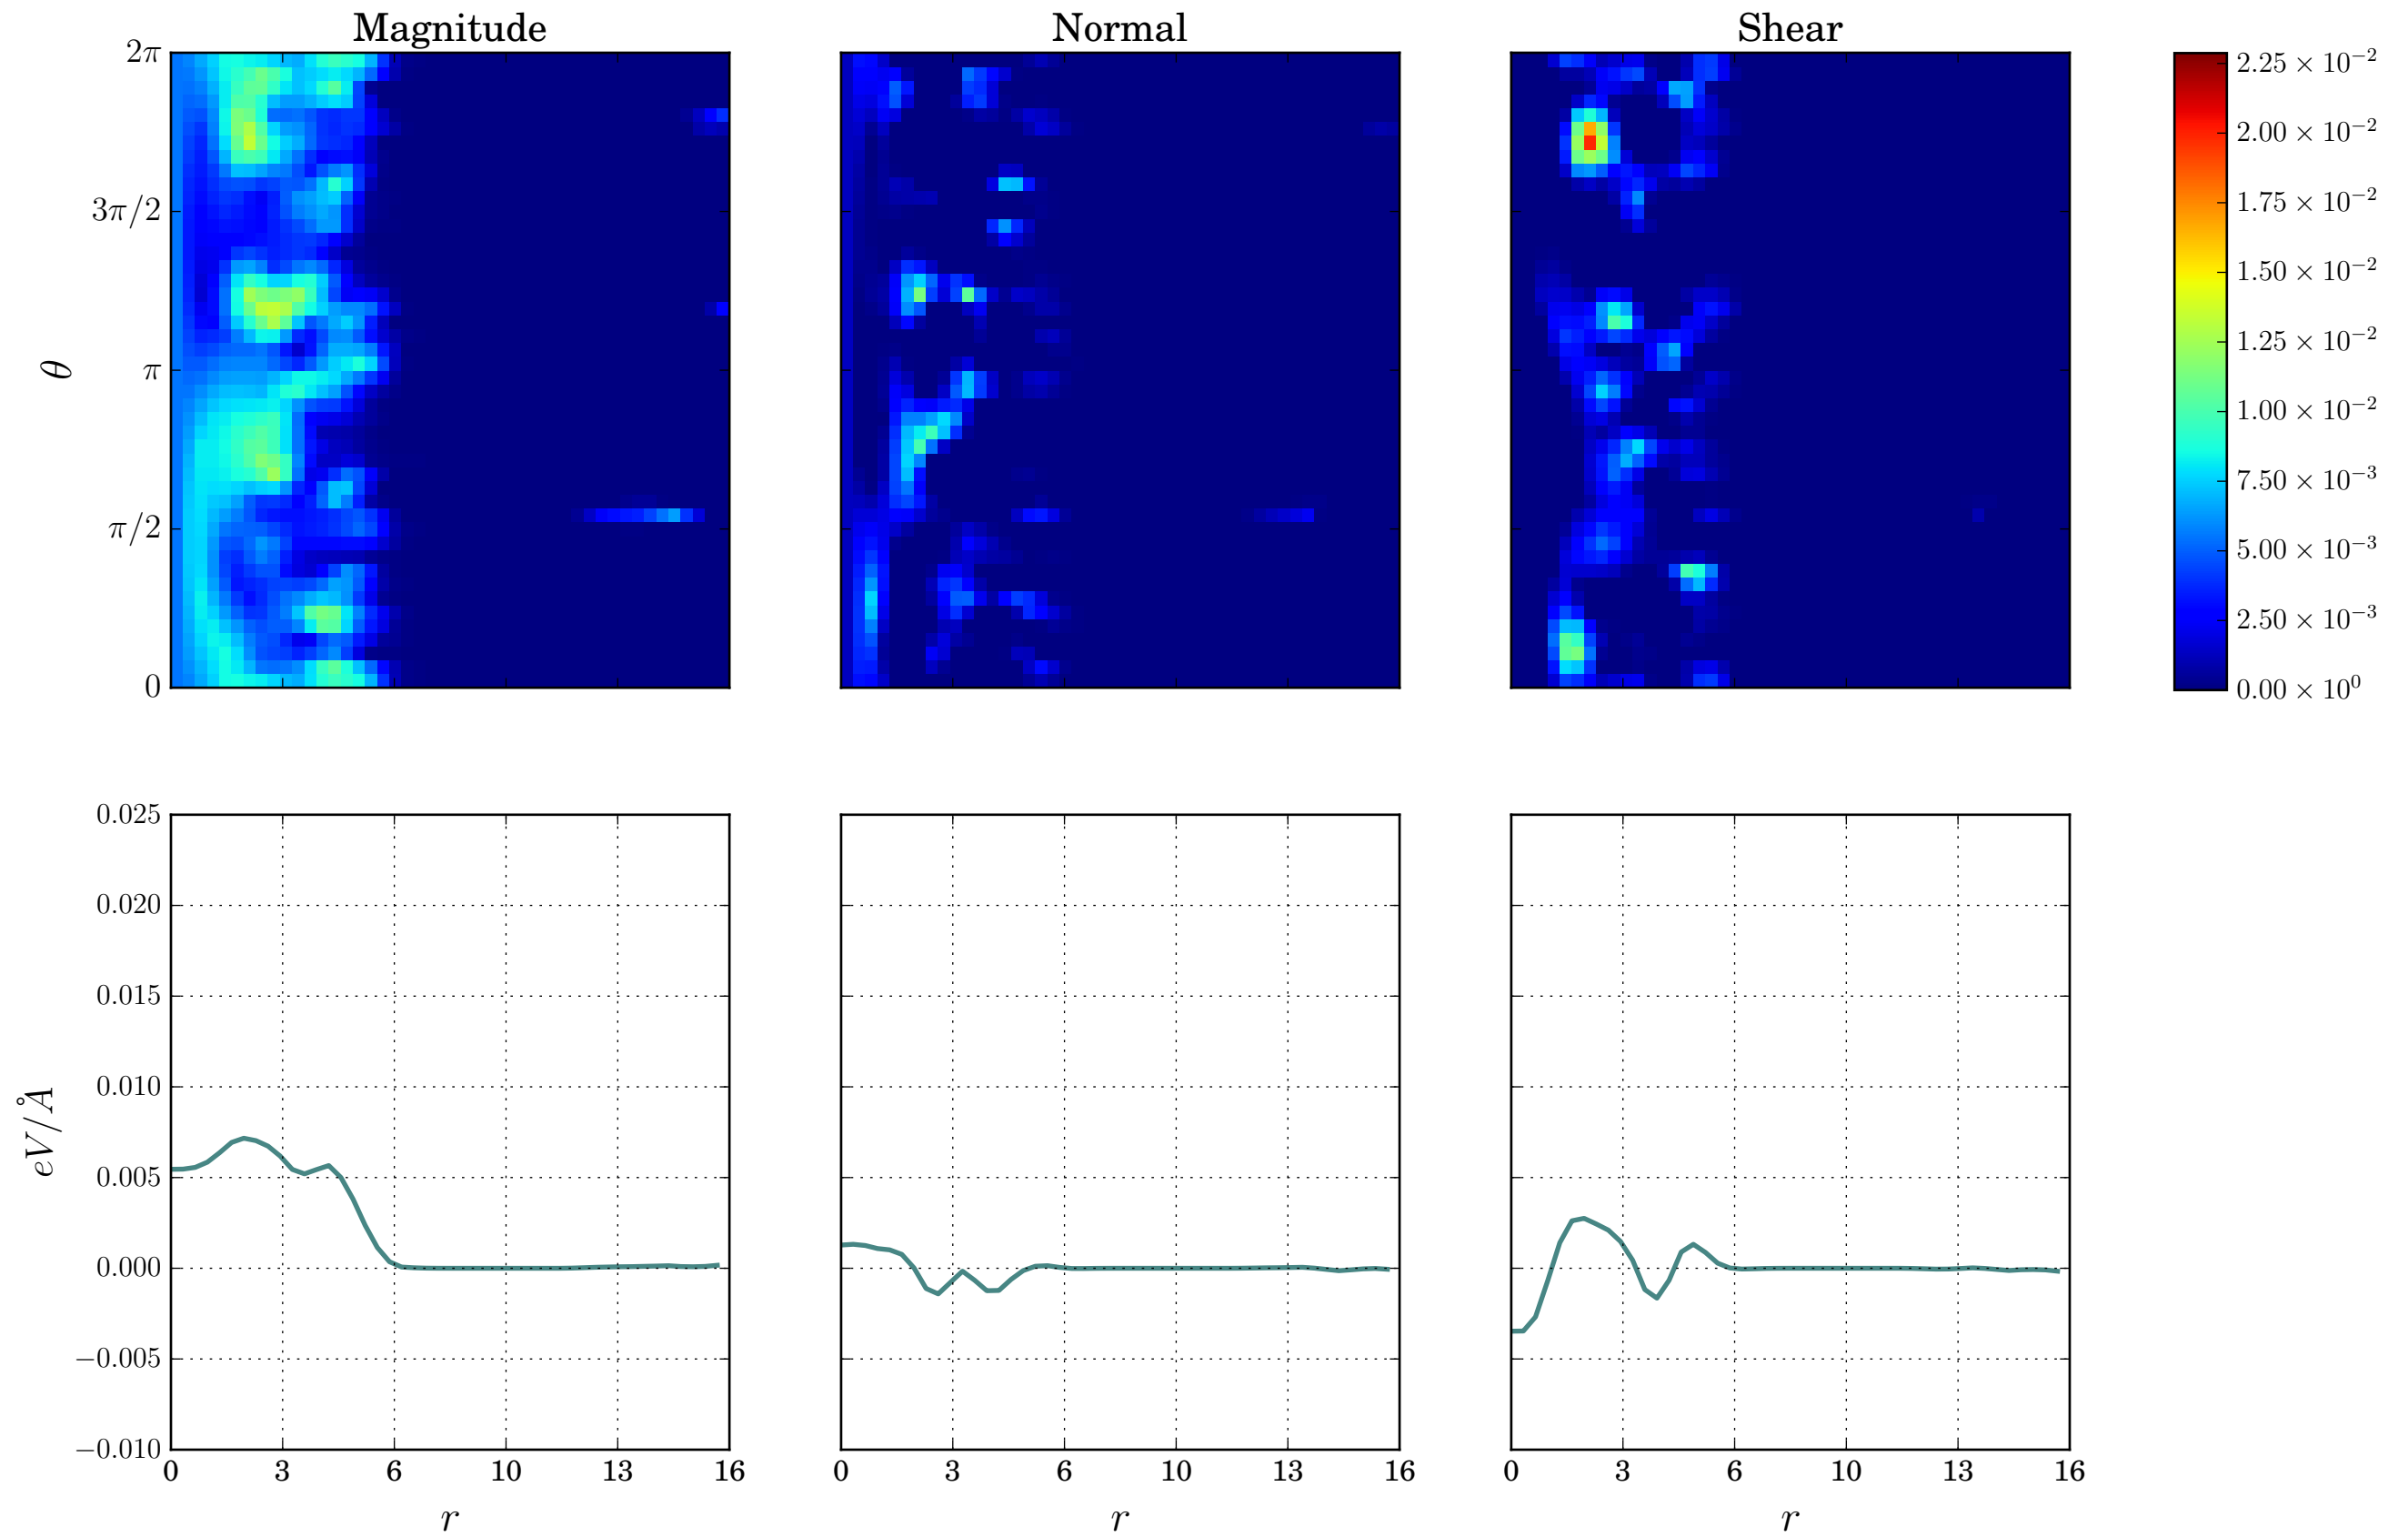 Magnitude Normal Shear
2π
3π/2
π
π/2
0
θ
2.25 × 10⁻²
2.00 × 10⁻²
1.75 × 10⁻²
1.50 × 10⁻²
1.25 × 10⁻²
1.00 × 10⁻²
7.50 × 10⁻³
5.00 × 10⁻³
2.50 × 10⁻³
0.00 × 10⁰
0.025
0.020
0.015
0.010
0.005
0.000
−0.005
−0.010
eV/Å
0 3 6 10 13 16 0 3 6 10 13 16 0 3 6 10 13 16
r r r